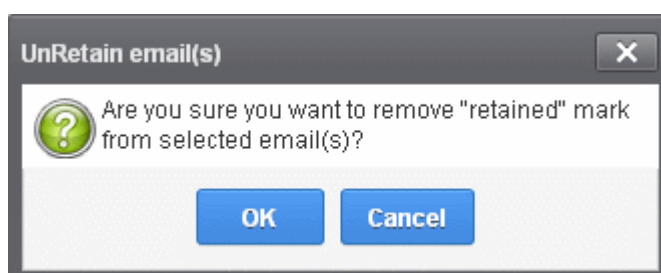 UnRetain email(s)
Are you sure you want to remove "retained" mark
from selected email(s)?
OK
Cancel